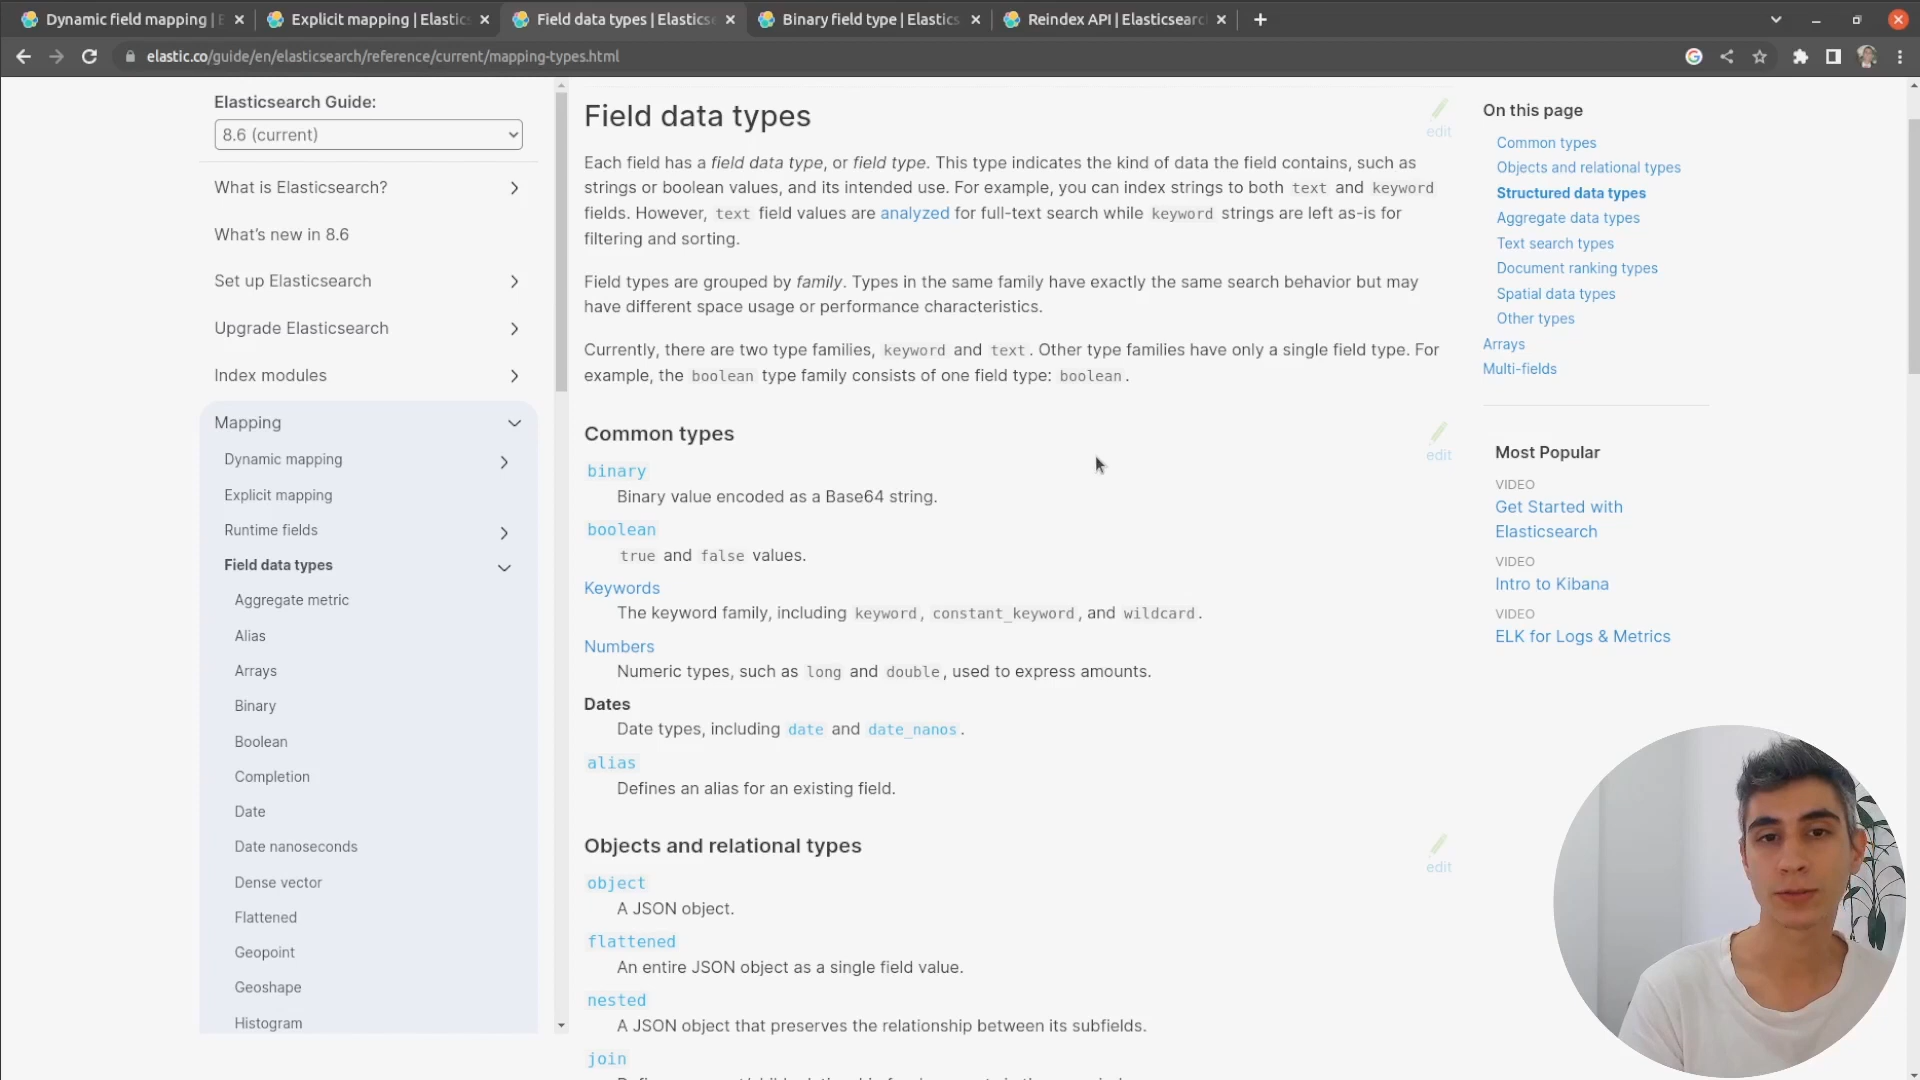 Dynamic field mapping | E
Explicit mapping | Elastic
Field data types | Elastics
Binary field type | Elastics
Reindex API | Elasticsearc
elastic.co/guide/en/elasticsearch/reference/current/mapping-types.html
Elasticsearch Guide:
8.6 (current)
What is Elasticsearch?
What's new in 8.6
Set up Elasticsearch
Upgrade Elasticsearch
Index modules
Mapping
Dynamic mapping
Explicit mapping
Runtime fields
Field data types
Aggregate metric
Alias
Arrays
Binary
Boolean
Completion
Date
Date nanoseconds
Dense vector
Flattened
Geopoint
Geoshape
Histogram
Field data types
edit
Each field has a field data type, or field type. This type indicates the kind of data the field contains, such as
strings or boolean values, and its intended use. For example, you can index strings to both text and keyword
fields. However, text field values are analyzed for full-text search while keyword strings are left as-is for
filtering and sorting.
Field types are grouped by family. Types in the same family have exactly the same search behavior but may
have different space usage or performance characteristics.
Currently, there are two type families, keyword and text. Other type families have only a single field type. For
example, the boolean type family consists of one field type: boolean.
Common types
edit
binary
Binary value encoded as a Base64 string.
boolean
true and false values.
Keywords
The keyword family, including keyword, constant_keyword, and wildcard.
Numbers
Numeric types, such as long and double, used to express amounts.
Dates
Date types, including date and date_nanos.
alias
Defines an alias for an existing field.
Objects and relational types
edit
object
A JSON object.
flattened
An entire JSON object as a single field value.
nested
A JSON object that preserves the relationship between its subfields.
join
On this page
Common types
Objects and relational types
Structured data types
Aggregate data types
Text search types
Document ranking types
Spatial data types
Other types
Arrays
Multi-fields
Most Popular
VIDEO
Get Started with
Elasticsearch
VIDEO
Intro to Kibana
VIDEO
ELK for Logs & Metrics